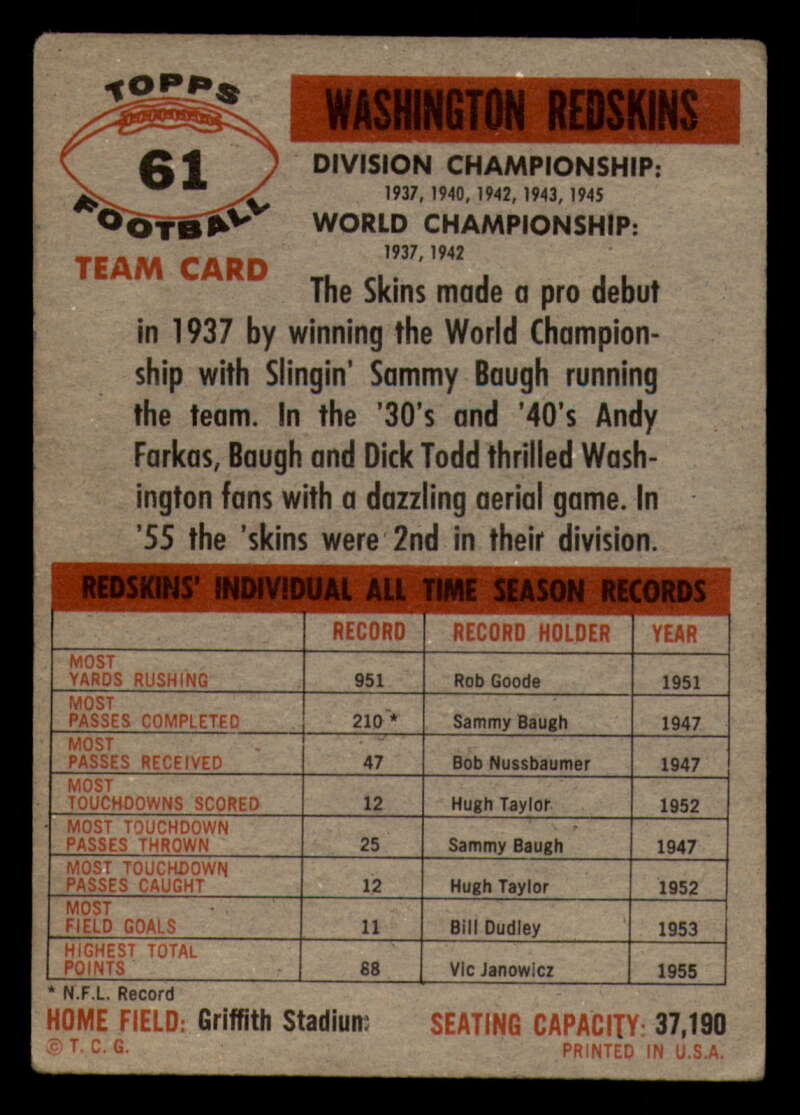 TOPPS
61
FOOTBALL
TEAM CARD
WASHINGTON REDSKINS
DIVISION CHAMPIONSHIP:
1937, 1940, 1942, 1943, 1945
WORLD CHAMPIONSHIP:
1937, 1942
The Skins made a pro debut
in 1937 by winning the World Champion-
ship with Slingin' Sammy Baugh running
the team. In the '30's and '40's Andy
Farkas, Baugh and Dick Todd thrilled Wash-
ington fans with a dazzling aerial game. In
'55 the 'skins were 2nd in their division.
REDSKINS' INDIVIDUAL ALL TIME SEASON RECORDS
RECORD RECORD HOLDER YEAR
MOST
YARDS RUSHING 951 Rob Goode 1951
MOST
PASSES COMPLETED 210* Sammy Baugh 1947
MOST
PASSES RECEIVED 47 Bob Nussbaumer 1947
MOST
TOUCHDOWNS SCORED 12 Hugh Taylor 1952
MOST TOUCHDOWN
PASSES THROWN 25 Sammy Baugh 1947
MOST TOUCHDOWN
PASSES CAUGHT 12 Hugh Taylor 1952
MOST
FIELD GOALS 11 Bill Dudley 1953
HIGHEST TOTAL
POINTS 88 Vic Janowicz 1955
* N.F.L. Record
HOME FIELD: Griffith Stadium SEATING CAPACITY: 37,190
© T. C. G. PRINTED IN U.S.A.